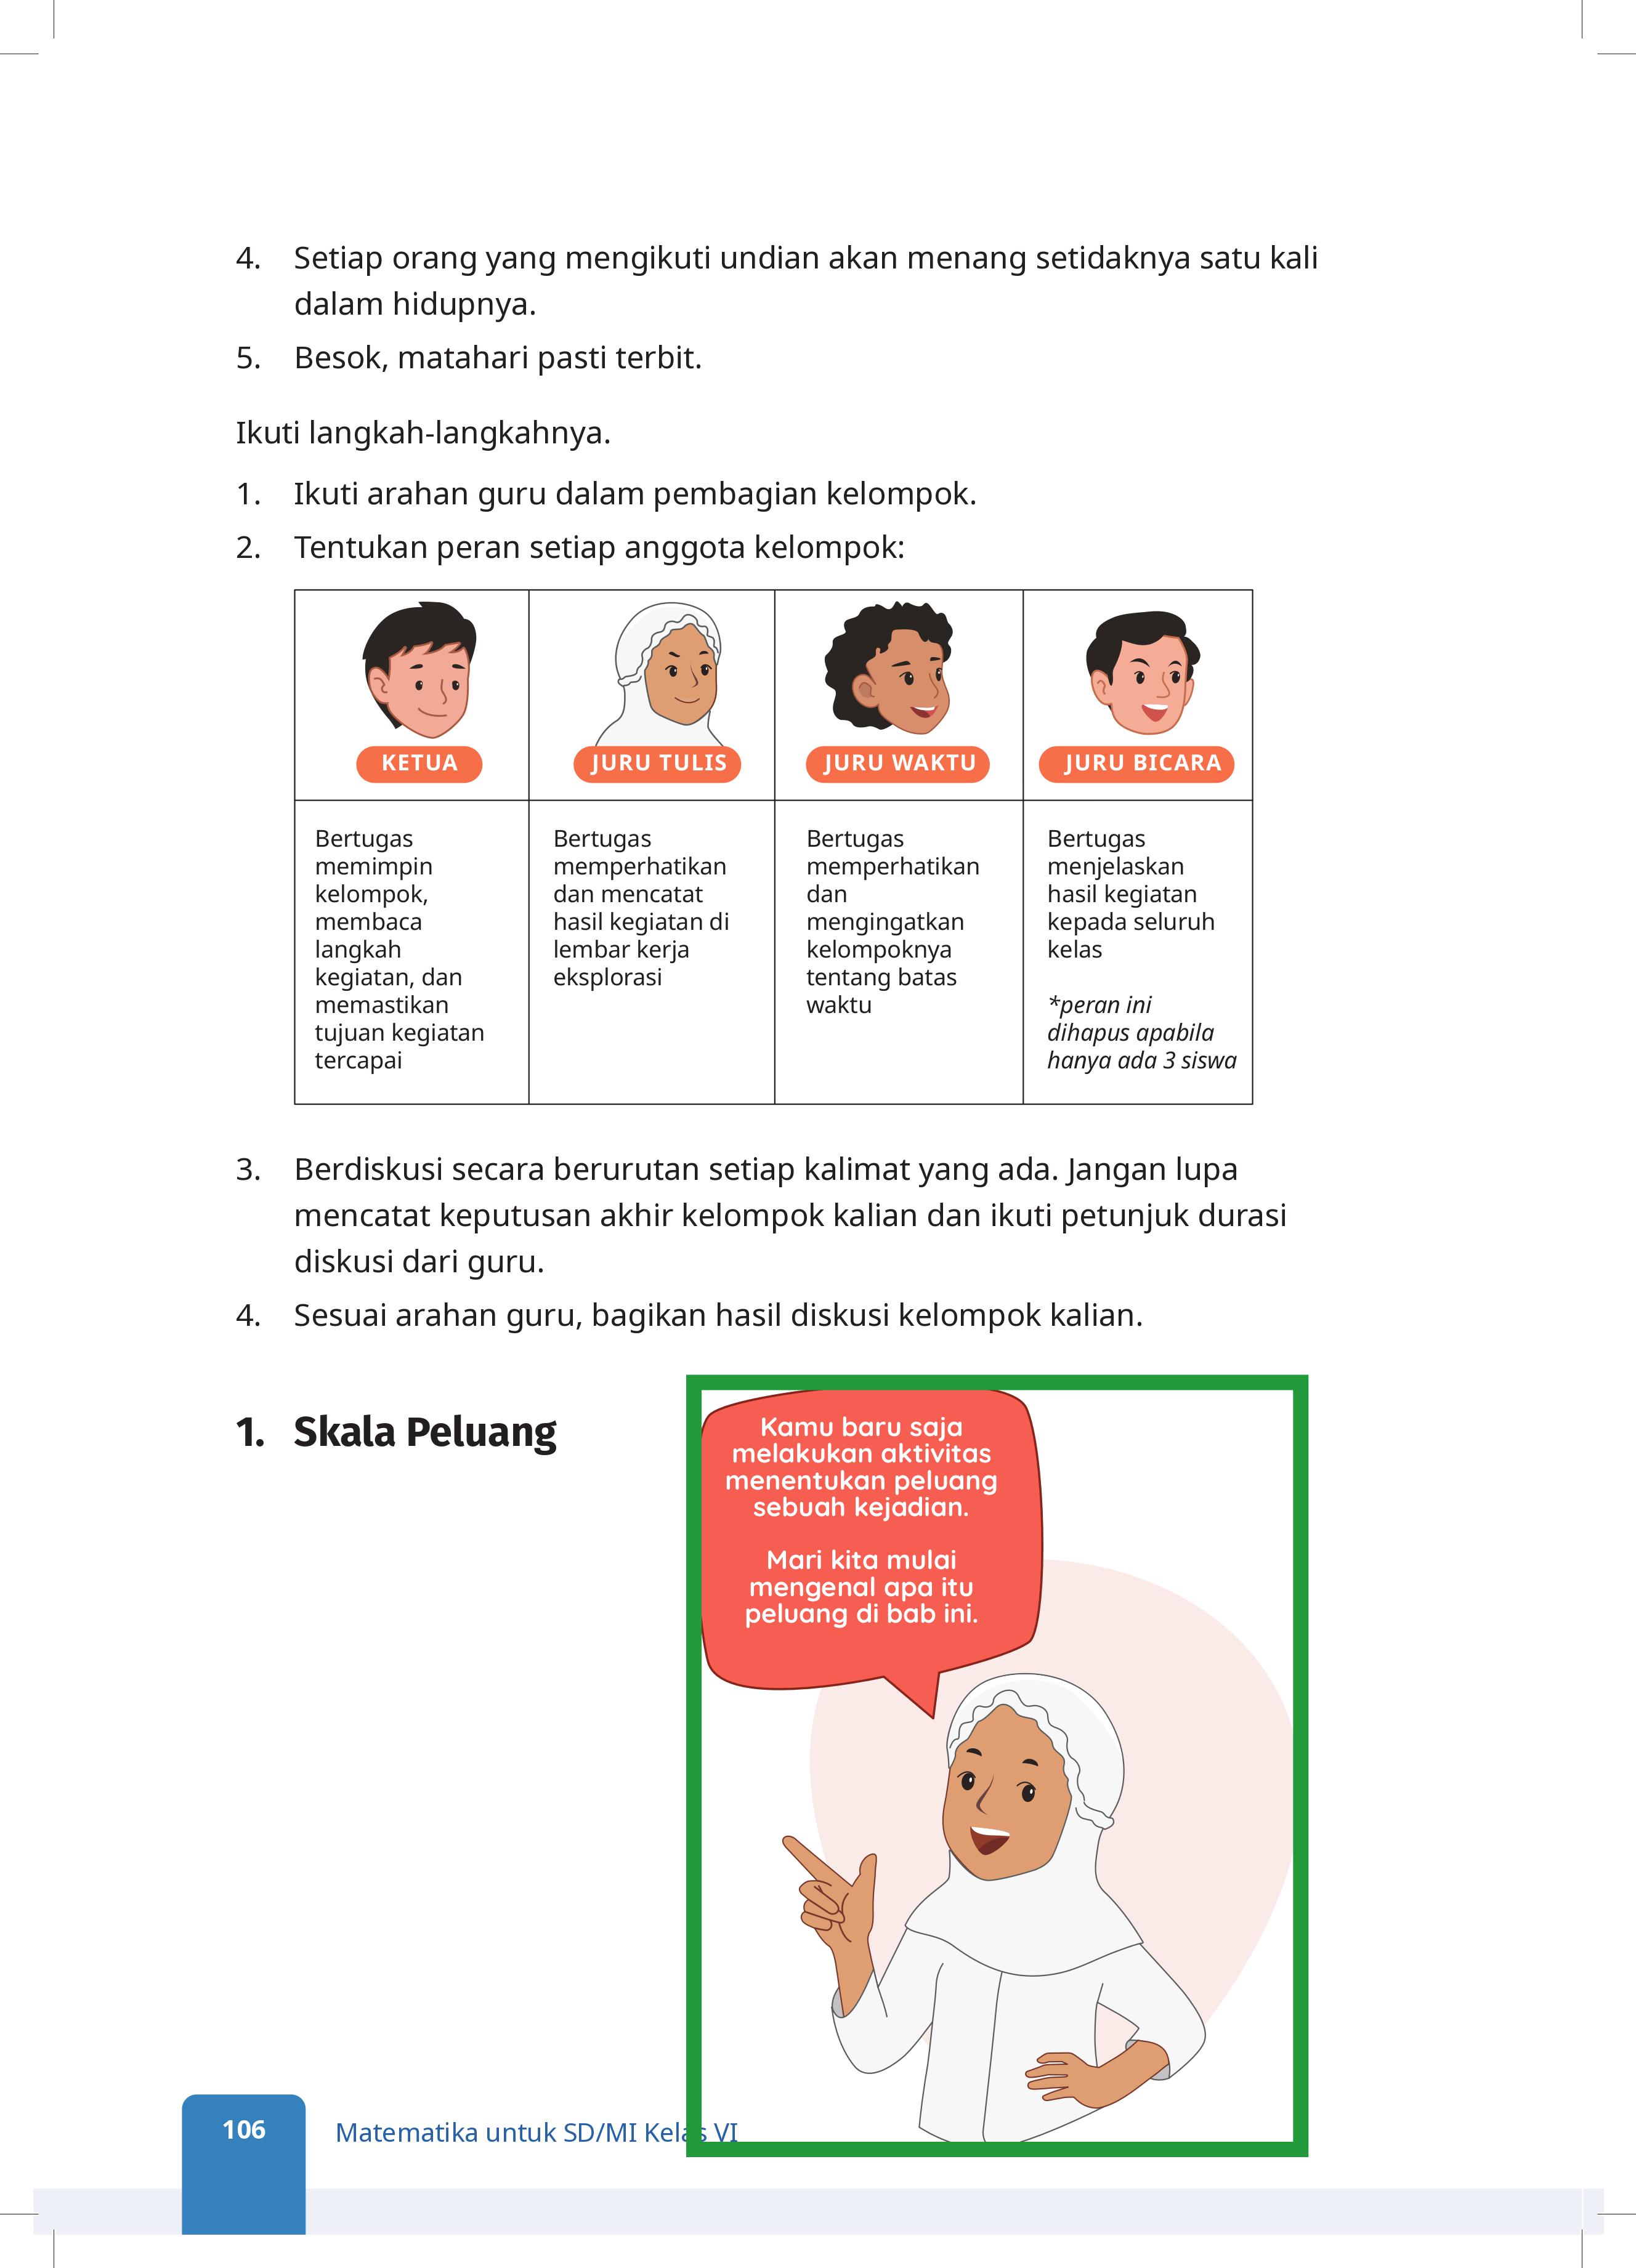 4. Setiap orang yang mengikuti undian akan menang setidaknya satu kali
dalam hidupnya.
5. Besok, matahari pasti terbit.
Ikuti langkah-langkahnya.
1. Ikuti arahan guru dalam pembagian kelompok.
2. Tentukan peran setiap anggota kelompok:
KETUA
Bertugas
memimpin
kelompok,
membaca
langkah
kegiatan, dan
memastikan
tujuan kegiatan
tercapai
JURU TULIS
Bertugas
memperhatikan
dan mencatat
hasil kegiatan di
lembar kerja
eksplorasi
JURU WAKTU
Bertugas
memperhatikan
dan
mengingatkan
kelompoknya
tentang batas
waktu
JURU BICARA
Bertugas
menjelaskan
hasil kegiatan
kepada seluruh
kelas
*peran ini
dihapus apabila
hanya ada 3 siswa
3. Berdiskusi secara berurutan setiap kalimat yang ada. Jangan lupa
mencatat keputusan akhir kelompok kalian dan ikuti petunjuk durasi
diskusi dari guru.
4. Sesuai arahan guru, bagikan hasil diskusi kelompok kalian.
1. Skala Peluang
Kamu baru saja
melakukan aktivitas
menentukan peluang
sebuah kejadian.
Mari kita mulai
mengenal apa itu
peluang di bab ini.
106
Matematika untuk SD/MI Kelas VI